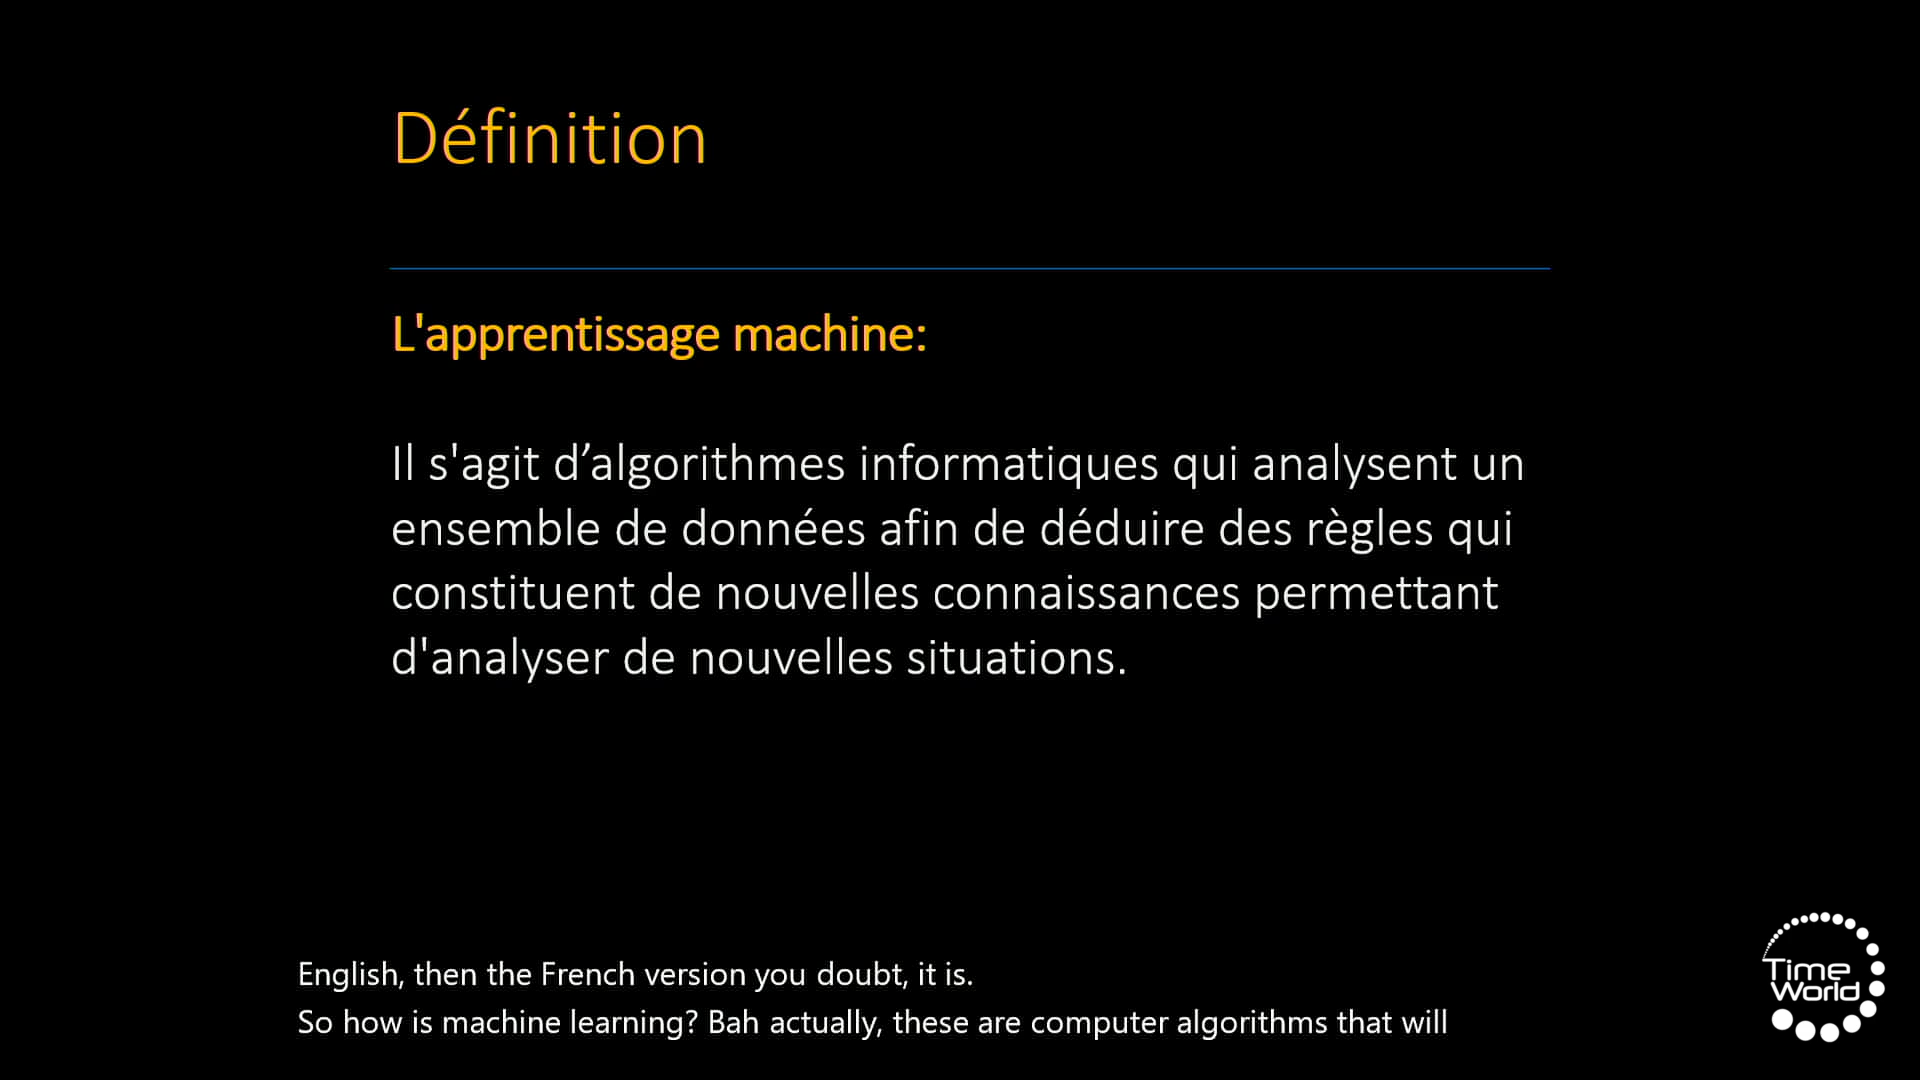 Définition
L'apprentissage machine:
Il s'agit d’algorithmes informatiques qui analysent un
ensemble de données afin de déduire des règles qui
constituent de nouvelles connaissances permettant
d'analyser de nouvelles situations.
English, then the French version you doubt, it is.
So how is machine learning? Bah actually, these are computer algorithms that will
Time
World